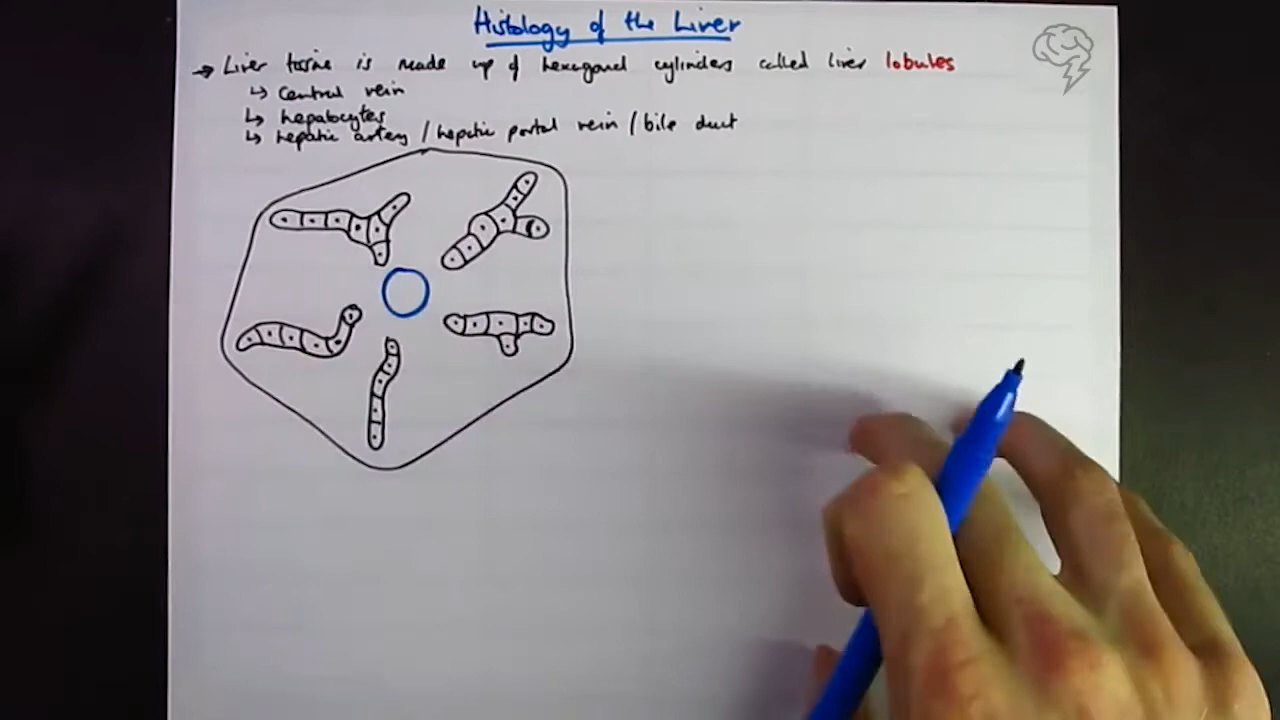 Histology of the Liver
→ Liver tissue is made up of hexagonal cylinders called liver lobules
↳ Central vein
↳ hepatocytes
↳ hepatic artery / hepatic portal vein / bile duct